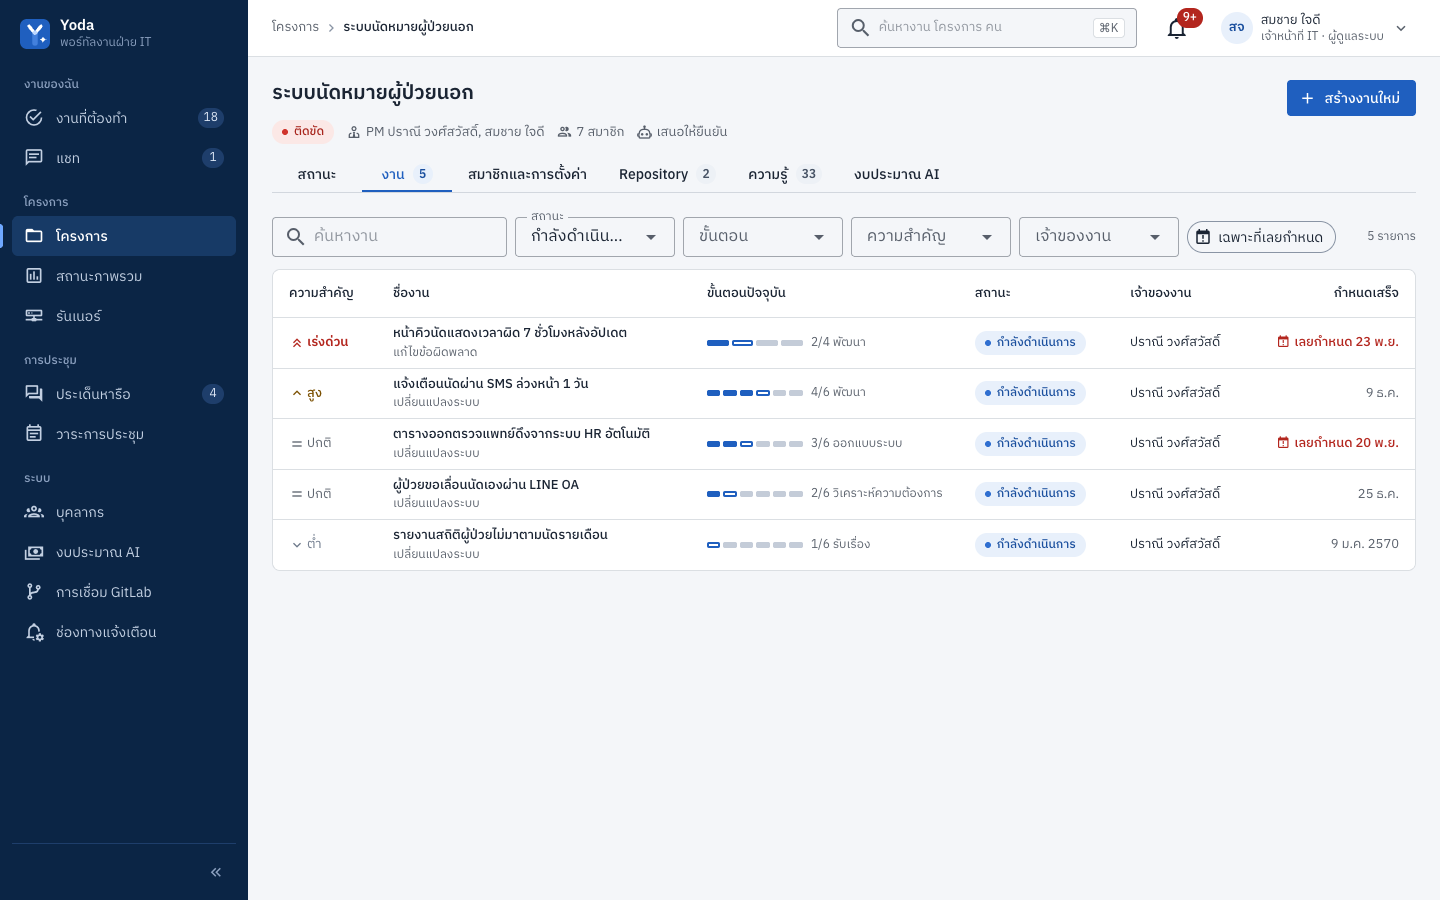 Yoda
พอร์ทัลงานฝ่าย IT
งานของฉัน
งานที่ต้องทำ 18
แชท 1
โครงการ
โครงการ
สถานะภาพรวม
รันเนอร์
การประชุม
ประเด็นหารือ 4
วาระการประชุม
ระบบ
บุคลากร
งบประมาณ AI
การเชื่อม GitLab
ช่องทางแจ้งเตือน
โครงการ > ระบบนัดหมายผู้ป่วยนอก
ค้นหางาน โครงการ คน ⌘K
9+
สจ
สมชาย ใจดี
เจ้าหน้าที่ IT · ผู้ดูแลระบบ
ระบบนัดหมายผู้ป่วยนอก
+ สร้างงานใหม่
ติดขัด PM ปราณี วงศ์สวัสดิ์, สมชาย ใจดี 7 สมาชิก เสนอให้ยืนยัน
สถานะ งาน 5 สมาชิกและการตั้งค่า Repository 2 ความรู้ 33 งบประมาณ AI
สถานะ
ค้นหางาน กำลังดำเนิน... ขั้นตอน ความสำคัญ เจ้าของงาน เฉพาะที่เลยกำหนด 5 รายการ
ความสำคัญ ชื่องาน ขั้นตอนปัจจุบัน สถานะ เจ้าของงาน กำหนดเสร็จ
เร่งด่วน หน้าคิวนัดแสดงเวลาผิด 7 ชั่วโมงหลังอัปเดต 2/4 พัฒนา กำลังดำเนินการ ปราณี วงศ์สวัสดิ์ เลยกำหนด 23 พ.ย.
แก้ไขข้อผิดพลาด
สูง แจ้งเตือนนัดผ่าน SMS ล่วงหน้า 1 วัน 4/6 พัฒนา กำลังดำเนินการ ปราณี วงศ์สวัสดิ์ 9 ธ.ค.
เปลี่ยนแปลงระบบ
ปกติ ตารางออกตรวจแพทย์ดึงจากระบบ HR อัตโนมัติ 3/6 ออกแบบระบบ กำลังดำเนินการ ปราณี วงศ์สวัสดิ์ เลยกำหนด 20 พ.ย.
เปลี่ยนแปลงระบบ
ปกติ ผู้ป่วยขอเลื่อนนัดเองผ่าน LINE OA 2/6 วิเคราะห์ความต้องการ กำลังดำเนินการ ปราณี วงศ์สวัสดิ์ 25 ธ.ค.
เปลี่ยนแปลงระบบ
ต่ำ รายงานสถิติผู้ป่วยไม่มาตามนัดรายเดือน 1/6 รับเรื่อง กำลังดำเนินการ ปราณี วงศ์สวัสดิ์ 9 ม.ค. 2570
เปลี่ยนแปลงระบบ